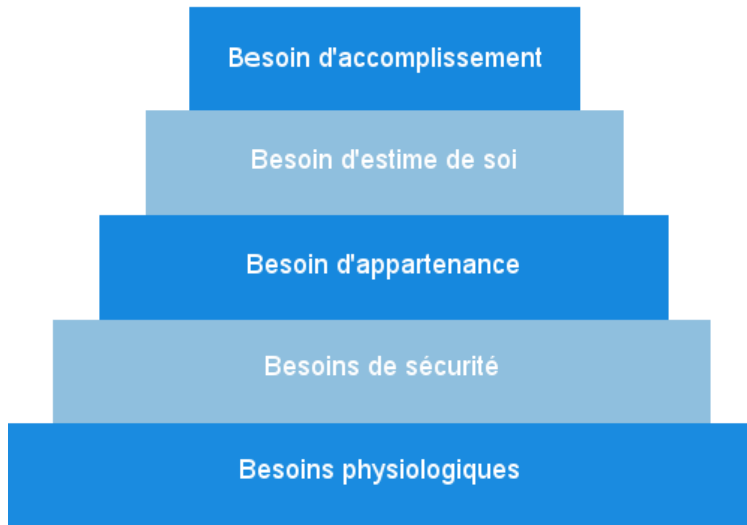 Besoin d'accomplissement
Besoin d'estime de soi
Besoin d'appartenance
Besoins de sécurité
Besoins physiologiques